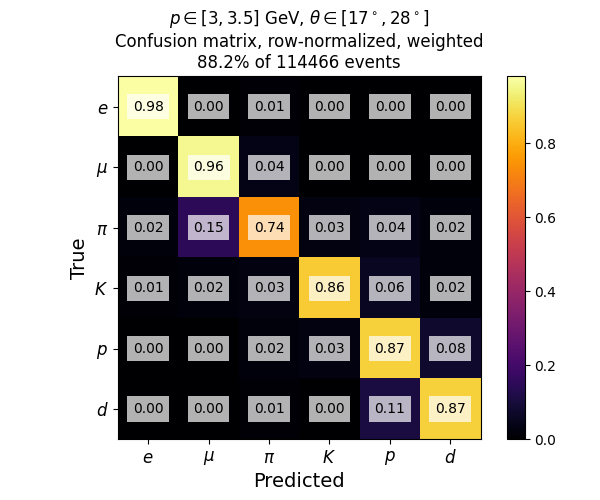 p ∈ [3, 3.5] GeV, θ ∈ [17°, 28°]
Confusion matrix, row-normalized, weighted
88.2% of 114466 events
e 0.98 0.00 0.01 0.00 0.00 0.00
μ 0.00 0.96 0.04 0.00 0.00 0.00
π 0.02 0.15 0.74 0.03 0.04 0.02
K 0.01 0.02 0.03 0.86 0.06 0.02
p 0.00 0.00 0.02 0.03 0.87 0.08
d 0.00 0.00 0.01 0.00 0.11 0.87
e μ π K p d
Predicted
True
0.8
0.6
0.4
0.2
0.0